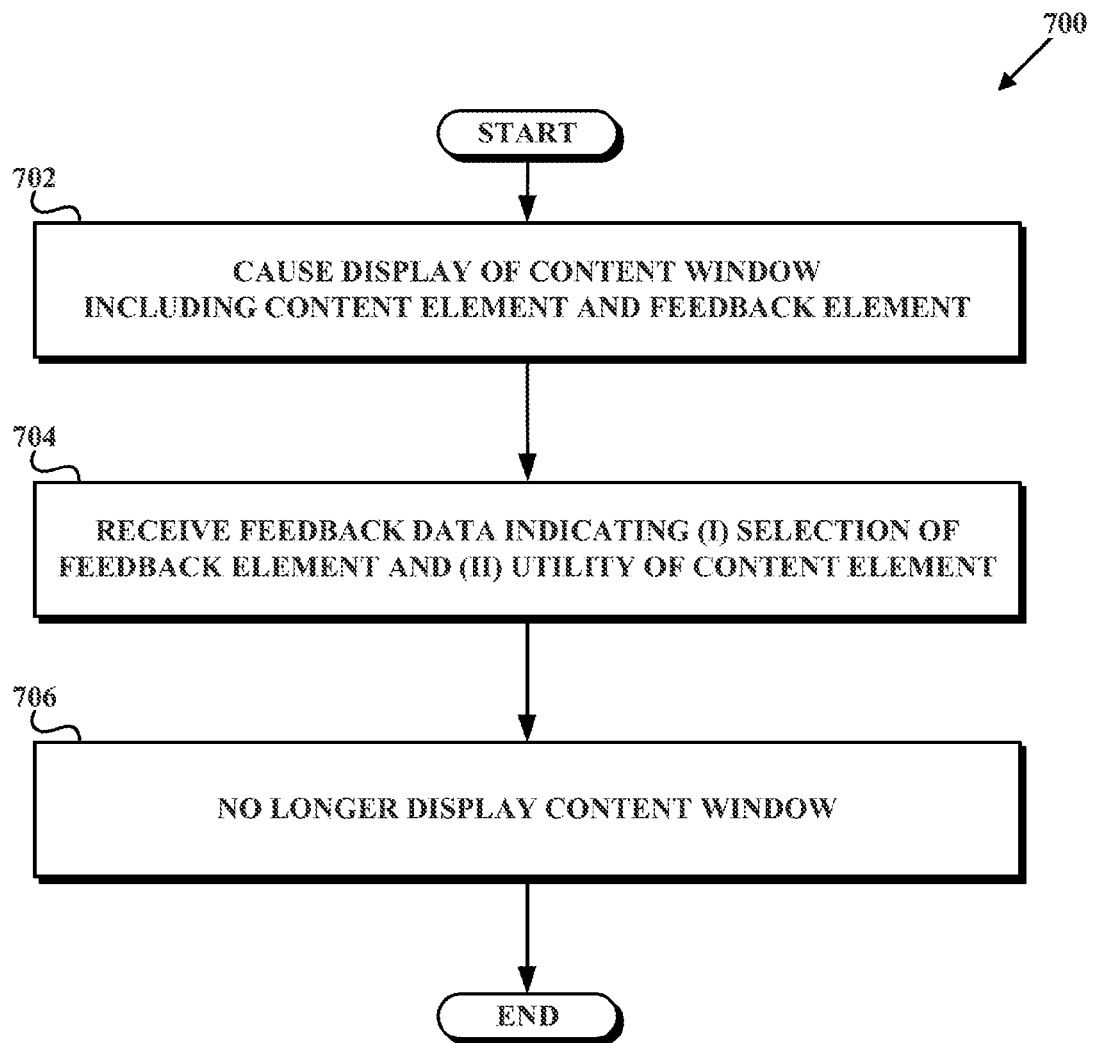 700
START
702
CAUSE DISPLAY OF CONTENT WINDOW
INCLUDING CONTENT ELEMENT AND FEEDBACK ELEMENT
704
RECEIVE FEEDBACK DATA INDICATING (I) SELECTION OF
FEEDBACK ELEMENT AND (II) UTILITY OF CONTENT ELEMENT
706
NO LONGER DISPLAY CONTENT WINDOW
END